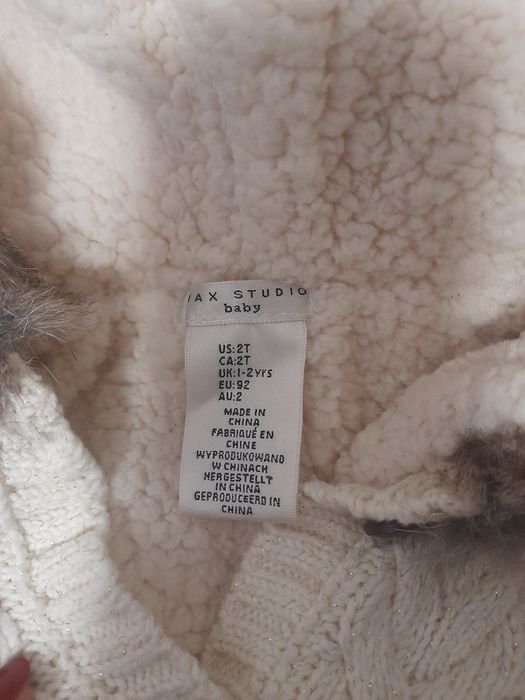 AX STUDIO
baby
US:2T
CA:2T
UK:1-2yrs
EU:92
AU:2
MADE IN
CHINA
FABRIQUÉ EN
CHINE
WYPRODUKOWANO
W CHINACH
HERGESTELLT
IN CHINA
GEPRODUCEERD IN
CHINA